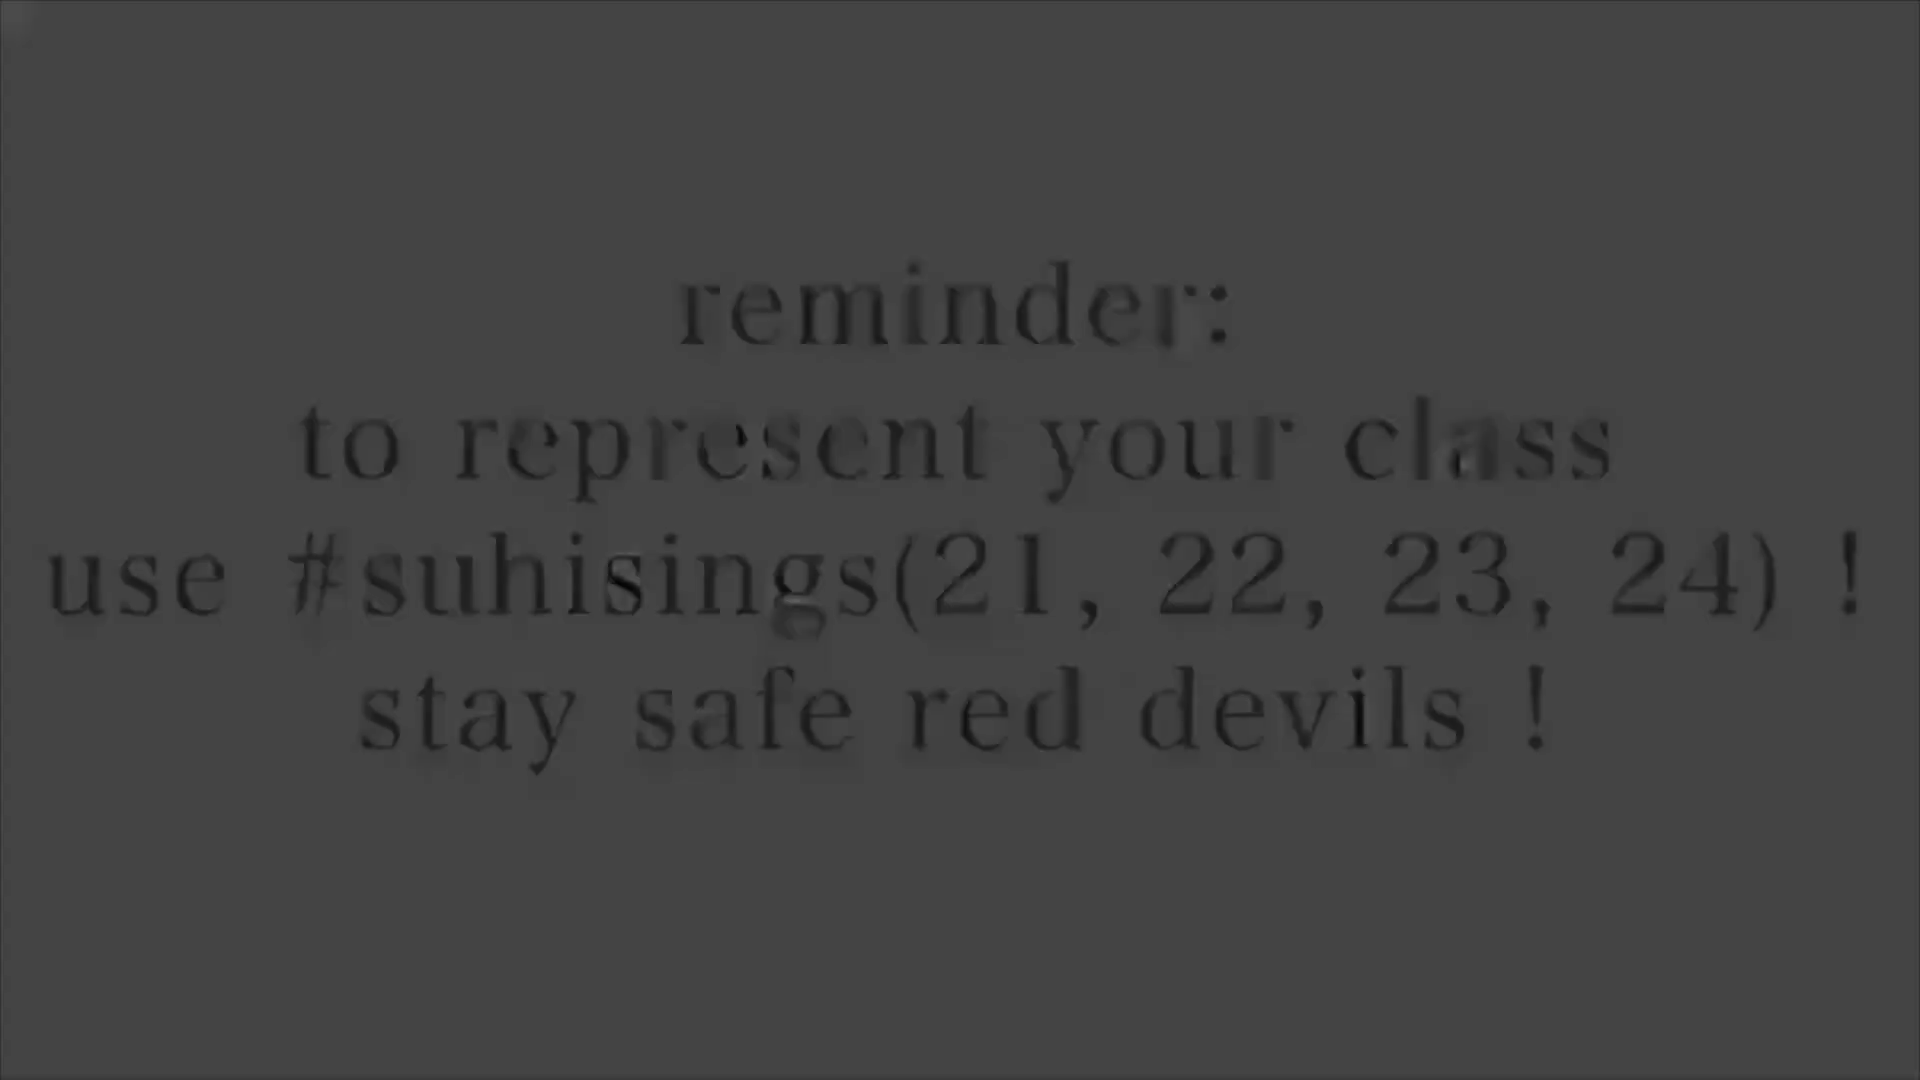 reminder:
to represent your class
use #suhisings(21, 22, 23, 24) !
stay safe red devils !